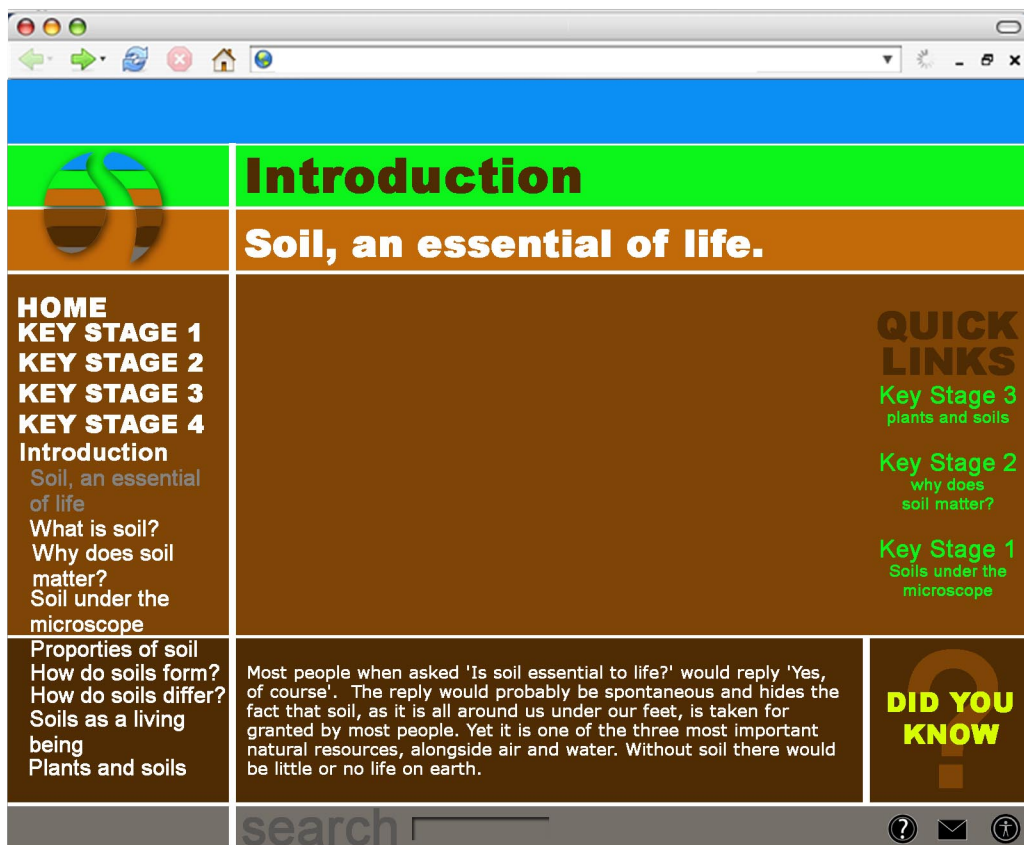 Introduction
Soil, an essential of life.
HOME
KEY STAGE 1
KEY STAGE 2
KEY STAGE 3
KEY STAGE 4
Introduction
Soil, an essential
of life
What is soil?
Why does soil
matter?
Soil under the
microscope
Proporties of soil
How do soils form?
How do soils differ?
Soils as a living
being
Plants and soils
Most people when asked 'Is soil essential to life?' would reply 'Yes,
of course'.  The reply would probably be spontaneous and hides the
fact that soil, as it is all around us under our feet, is taken for
granted by most people. Yet it is one of the three most important
natural resources, alongside air and water. Without soil there would
be little or no life on earth.
QUICK
LINKS
Key Stage 3
plants and soils
Key Stage 2
why does
soil matter?
Key Stage 1
Soils under the
microscope
?
DID YOU
KNOW
search
?